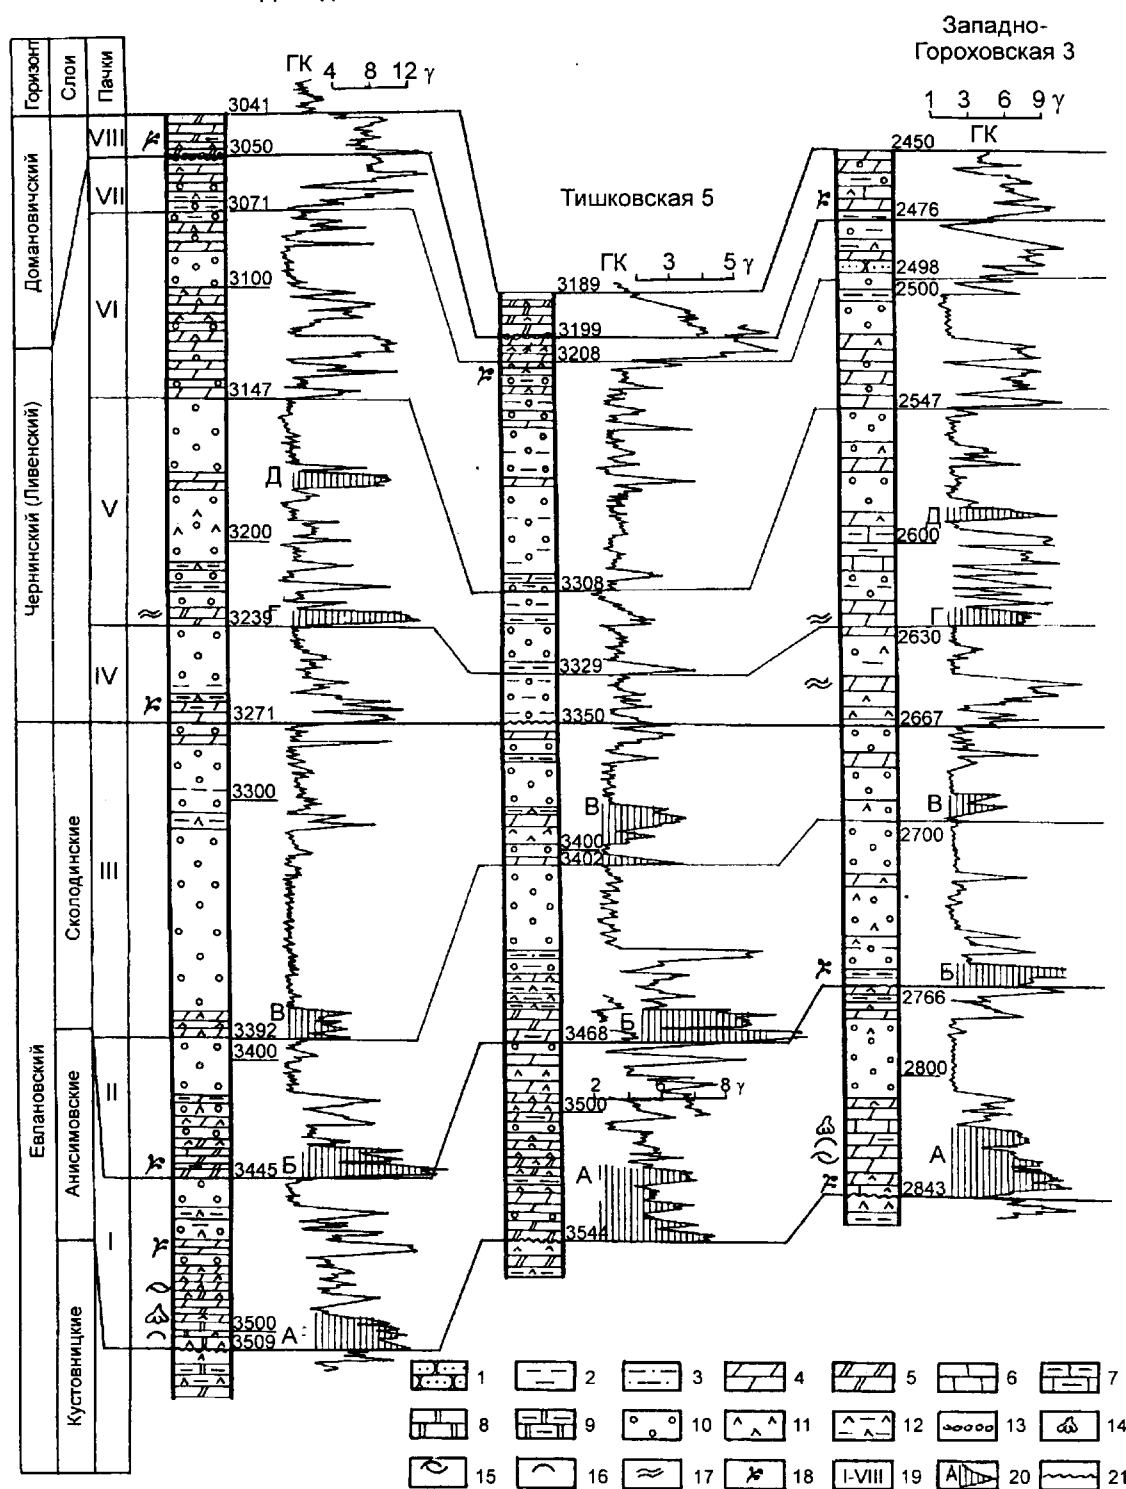 Западно-
Гороховская 3
Тишковская 5
Горизонт
Слои
Пачки
Домановичский
Чернинский (Ливенский)
Евлановский
Сколодинские
Анисимовские
Кустовницкие
VIII
VII
VI
V
IV
III
II
I
ГК 4 8 12 γ
3041
3050
3071
3100
3147
Д
3200
Г
3239
3271
3300
В
3392
3400
Б
3445
3500
3509
А
ГК 3 5 γ
3189
3199
3208
3308
3329
3350
В
3400
3402
Б
3468
2 6 8 γ
3500
А
3544
1 3 6 9 γ
ГК
2450
2476
2498
2500
2547
Д
2600
Г
2630
2667
В
2700
Б
2766
2800
А
2843
1 2 3 4 5 6 7
8 9 10 11 12 13 14
15 16 17 18 I-VIII 19 А 20 21